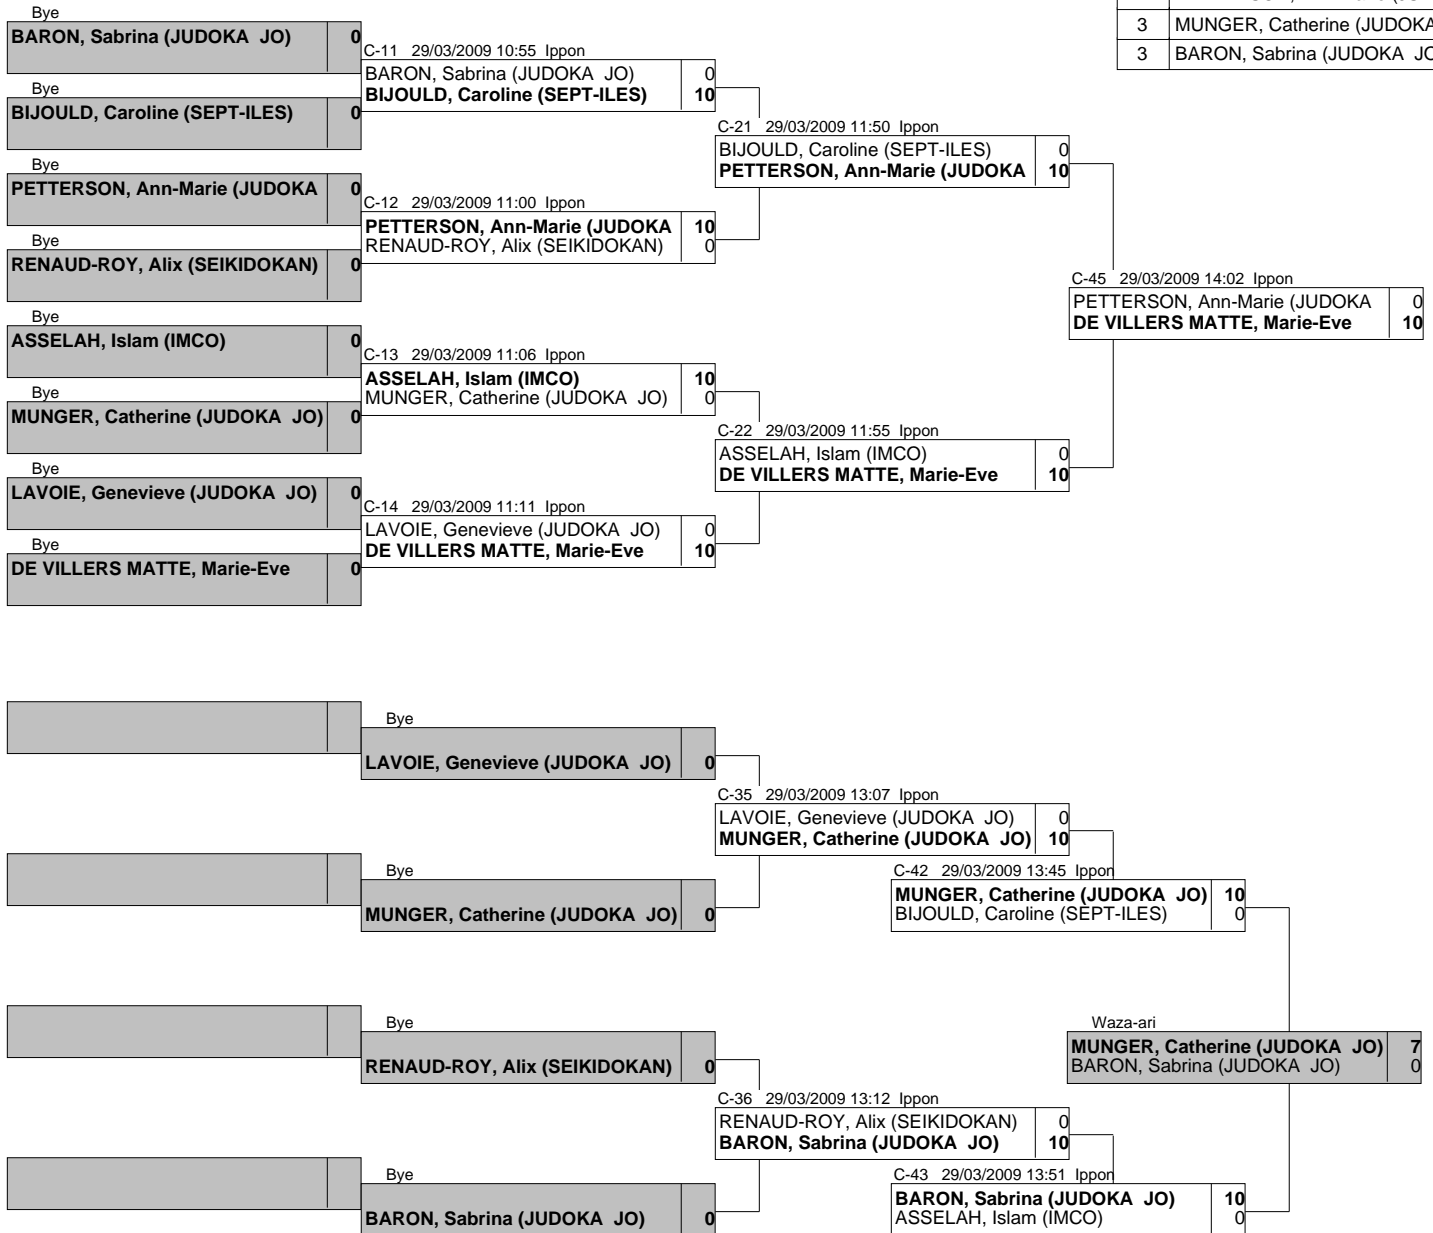 3 MUNGER, Catherine (JUDOKA
3 BARON, Sabrina (JUDOKA JO
Bye
BARON, Sabrina (JUDOKA JO) 0
Bye
BIJOULD, Caroline (SEPT-ILES) 0
Bye
PETTERSON, Ann-Marie (JUDOKA 0
Bye
RENAUD-ROY, Alix (SEIKIDOKAN) 0
Bye
ASSELAH, Islam (IMCO) 0
Bye
MUNGER, Catherine (JUDOKA JO) 0
Bye
LAVOIE, Genevieve (JUDOKA JO) 0
Bye
DE VILLERS MATTE, Marie-Eve 0
C-11 29/03/2009 10:55 Ippon
BARON, Sabrina (JUDOKA JO) 0
BIJOULD, Caroline (SEPT-ILES) 10
C-12 29/03/2009 11:00 Ippon
PETTERSON, Ann-Marie (JUDOKA 10
RENAUD-ROY, Alix (SEIKIDOKAN) 0
C-13 29/03/2009 11:06 Ippon
ASSELAH, Islam (IMCO) 10
MUNGER, Catherine (JUDOKA JO) 0
C-14 29/03/2009 11:11 Ippon
LAVOIE, Genevieve (JUDOKA JO) 0
DE VILLERS MATTE, Marie-Eve 10
C-21 29/03/2009 11:50 Ippon
BIJOULD, Caroline (SEPT-ILES) 0
PETTERSON, Ann-Marie (JUDOKA 10
C-22 29/03/2009 11:55 Ippon
ASSELAH, Islam (IMCO) 0
DE VILLERS MATTE, Marie-Eve 10
C-45 29/03/2009 14:02 Ippon
PETTERSON, Ann-Marie (JUDOKA 0
DE VILLERS MATTE, Marie-Eve 10
Bye
LAVOIE, Genevieve (JUDOKA JO) 0
Bye
MUNGER, Catherine (JUDOKA JO) 0
Bye
RENAUD-ROY, Alix (SEIKIDOKAN) 0
Bye
BARON, Sabrina (JUDOKA JO) 0
C-35 29/03/2009 13:07 Ippon
LAVOIE, Genevieve (JUDOKA JO) 0
MUNGER, Catherine (JUDOKA JO) 10
C-36 29/03/2009 13:12 Ippon
RENAUD-ROY, Alix (SEIKIDOKAN) 0
BARON, Sabrina (JUDOKA JO) 10
C-42 29/03/2009 13:45 Ippon
MUNGER, Catherine (JUDOKA JO) 10
BIJOULD, Caroline (SEPT-ILES) 0
C-43 29/03/2009 13:51 Ippon
BARON, Sabrina (JUDOKA JO) 10
ASSELAH, Islam (IMCO) 0
Waza-ari
MUNGER, Catherine (JUDOKA JO) 7
BARON, Sabrina (JUDOKA JO) 0